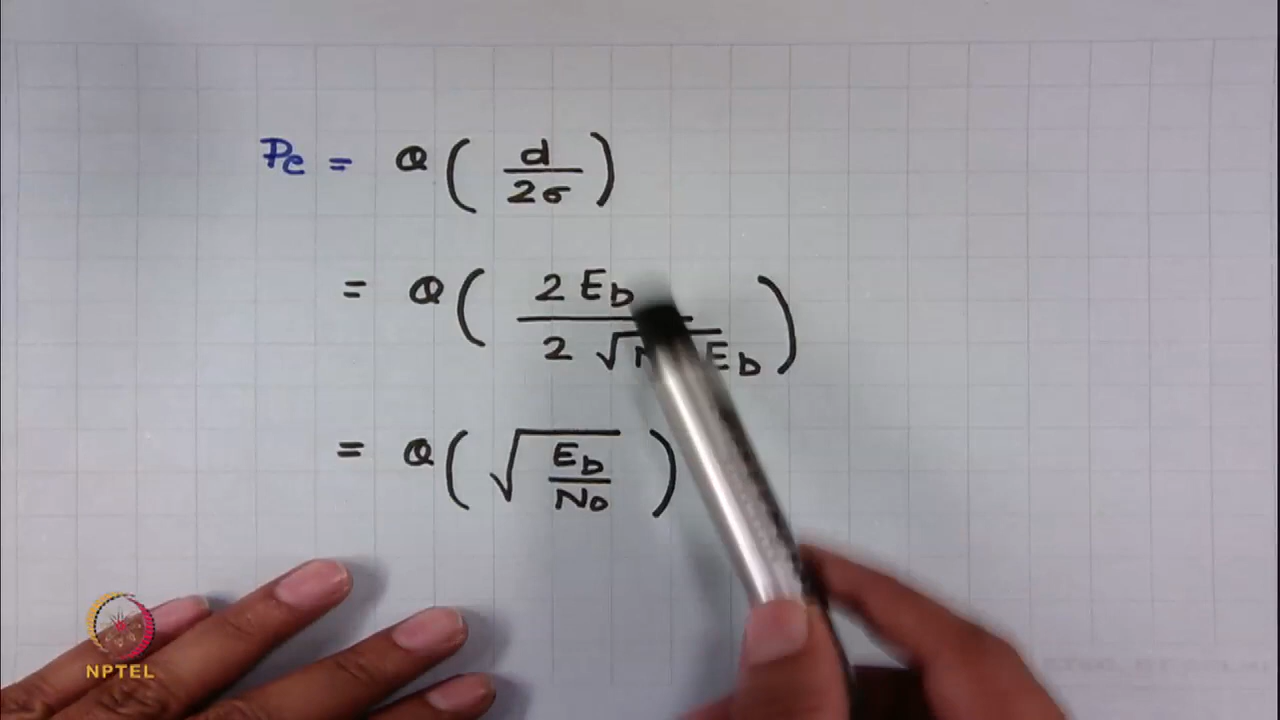 Pe = Q ( d / 2σ )
= Q ( 2 Eb / 2 √ Eb )
= Q ( √ Eb / No )
NPTEL